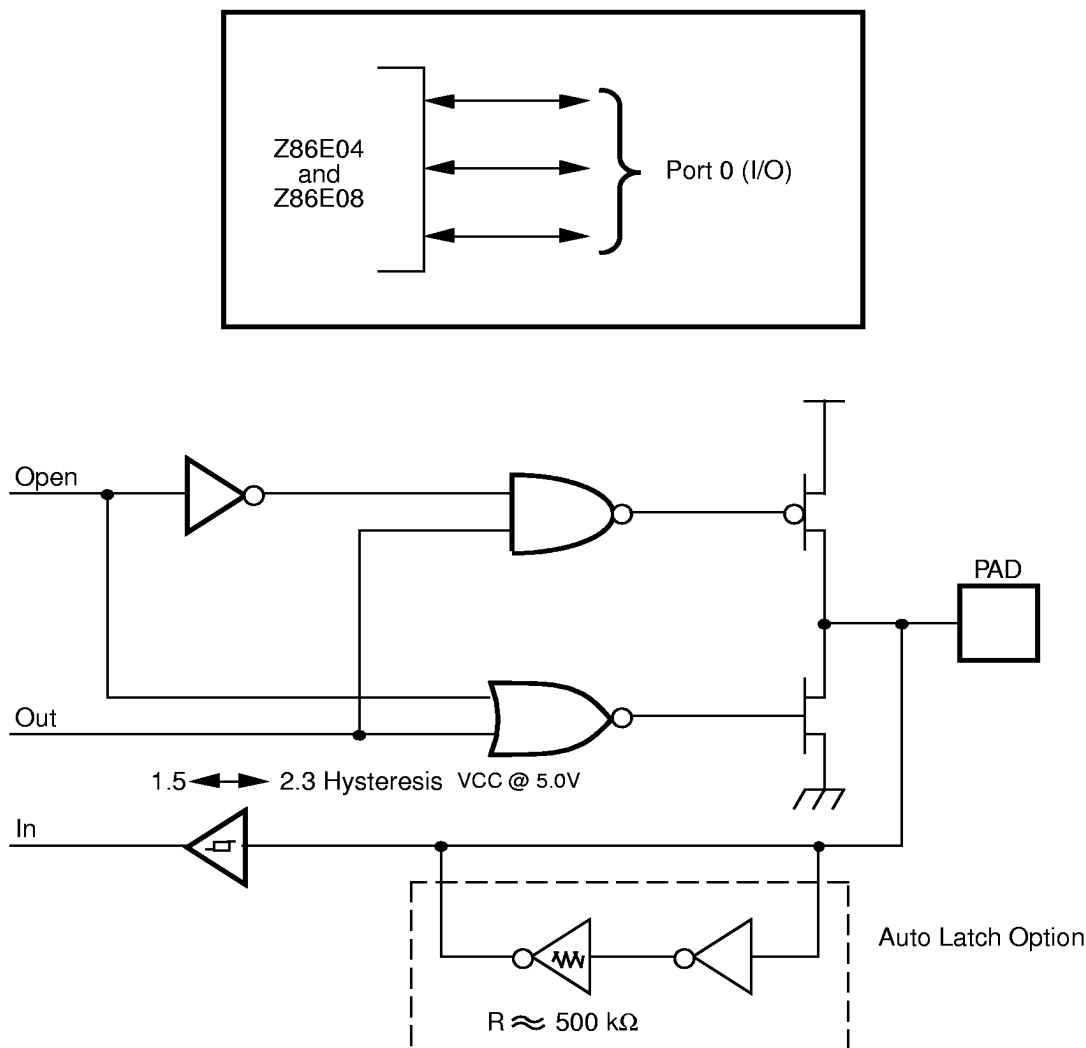 Z86E04
and
Z86E08
Port 0 (I/O)
Open
PAD
Out
1.5 2.3 Hysteresis VCC @ 5.0V
In
Auto Latch Option
R ≈ 500 kΩ